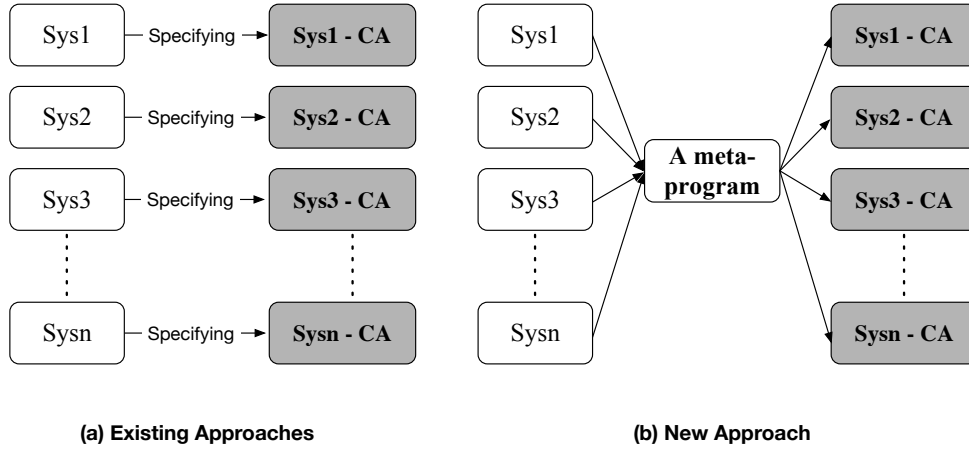 Sys1
Specifying
Sys1 - CA
Sys2
Specifying
Sys2 - CA
Sys3
Specifying
Sys3 - CA
Sysn
Specifying
Sysn - CA
(a) Existing Approaches
Sys1
Sys2
Sys3
Sysn
A meta-
program
Sys1 - CA
Sys2 - CA
Sys3 - CA
Sysn - CA
(b) New Approach